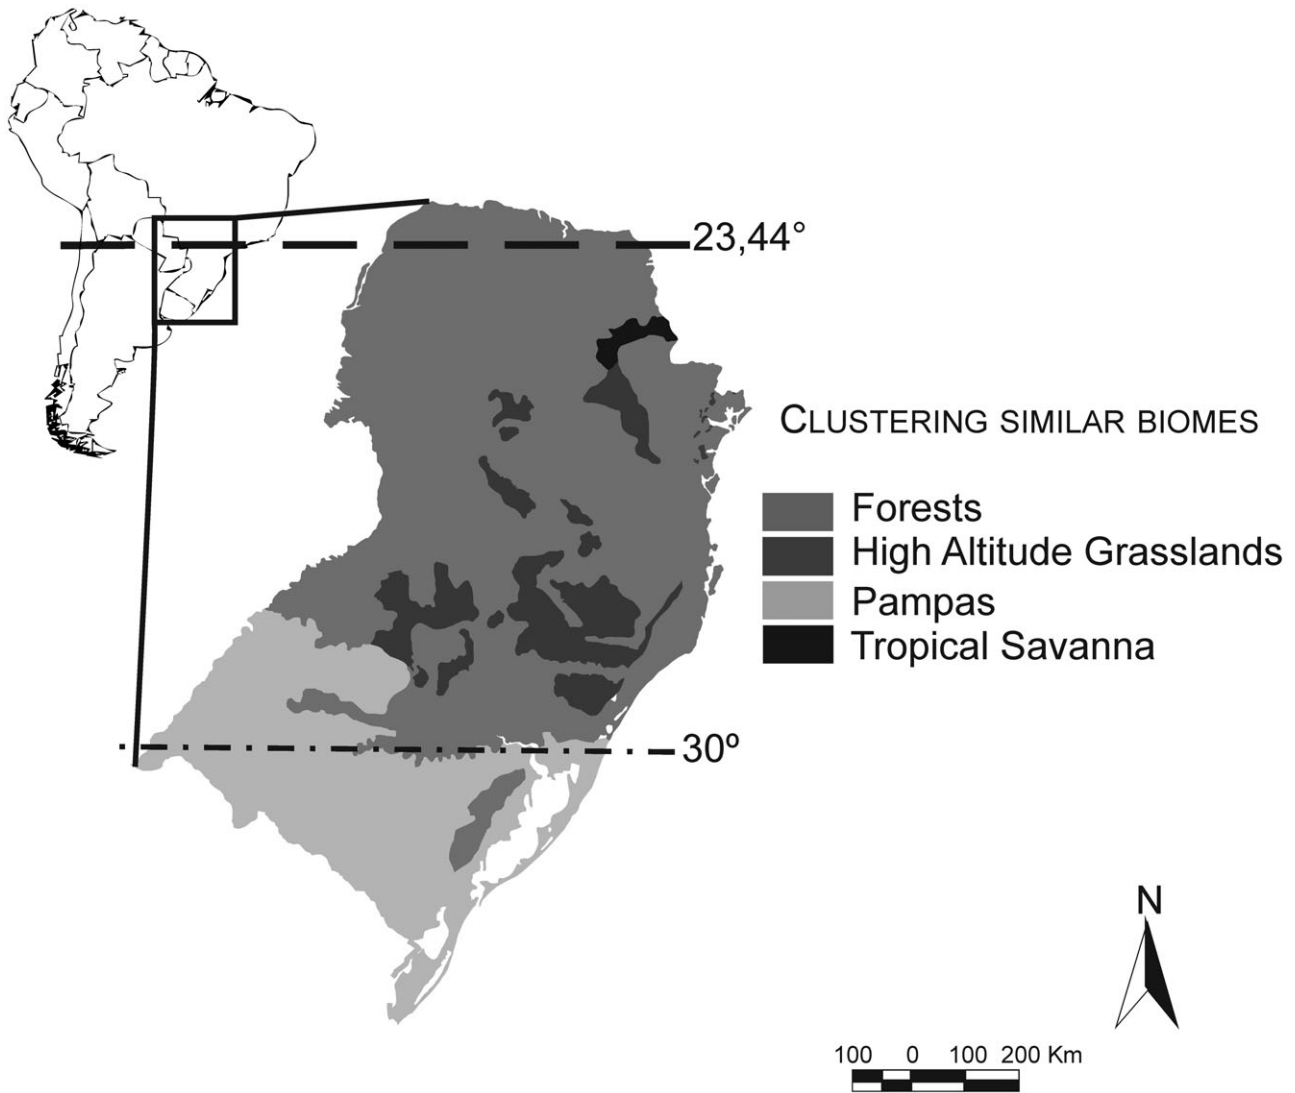 23,44°
CLUSTERING SIMILAR BIOMES
Forests
High Altitude Grasslands
Pampas
Tropical Savanna
30º
N
100 0 100 200 Km